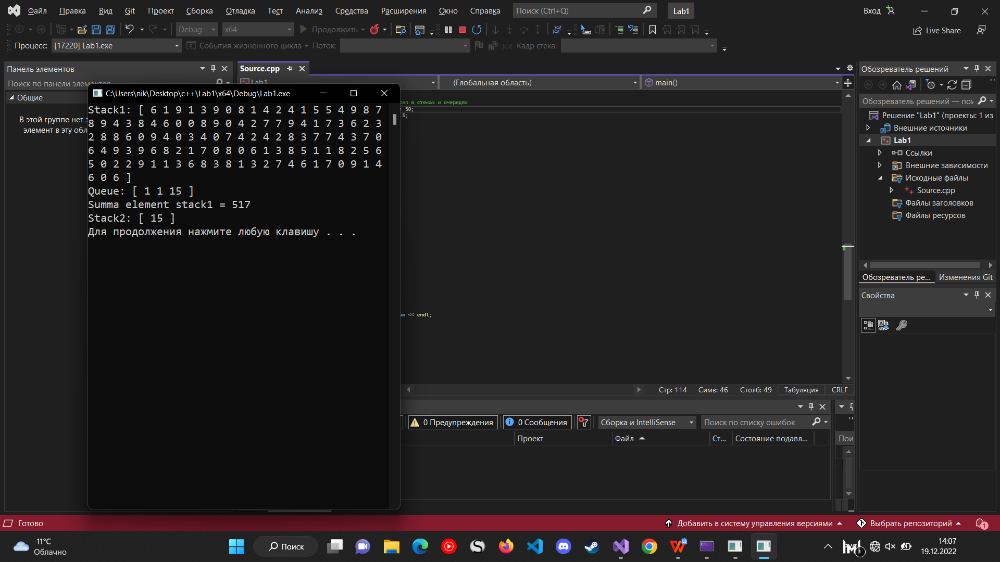 Файл Правка Вид Git Проект Сборка Отладка Тест Анализ Средства Расширения Окно Справка Поиск (Ctrl+Q) Lab1 Вход
Debug x64 Продолжить Live Share
Процесс: [17220] Lab1.exe События жизненного цикла Поток: Кадр стека:
Панель элементов
Поиск по панели элементов
Общие
Source.cpp
Lab1 (Глобальная область) main()
C:\Users\nik\Desktop\c++\Lab1\x64\Debug\Lab1.exe
Stack1: [ 6 1 9 1 3 9 0 8 1 4 2 4 1 5 5 4 9 8 7
8 9 4 3 8 4 6 0 0 8 9 0 4 2 7 7 9 4 1 7 3 6 2 3
2 8 8 6 0 9 4 0 3 4 0 7 4 2 4 2 8 3 7 7 4 3 7 0
6 4 9 3 9 6 8 2 1 7 0 8 0 6 1 3 8 5 1 1 8 2 5 6
5 0 2 2 9 1 1 3 6 8 3 8 1 3 2 7 4 6 1 7 0 9 1 4
6 0 6 ]
Queue: [ 1 1 15 ]
Summa element stack1 = 517
Stack2: [ 15 ]
Для продолжения нажмите любую клавишу . . .
В этой группе нет
элемент в эту
в стеках и очередях
50;
5;
<< endl;
Стр: 114 Симв: 46 Столб: 49 Табуляция CRLF
0 Предупреждения 0 Сообщения Сборка и IntelliSense Поиск по списку ошибок
Проект Файл Ст... Состояние подавл...
Обозреватель решений
Обозреватель решений —
Решение "Lab1" (проекты: 1 из
Внешние источники
Lab1
Ссылки
Внешние зависимости
Исходные файлы
Source.cpp
Файлы заголовков
Файлы ресурсов
Обозреватель ре... Изменения Git
Свойства
Готово Добавить в систему управления версиями Выбрать репозиторий 1
-11°C
Облачно
Поиск
14:07
19.12.2022